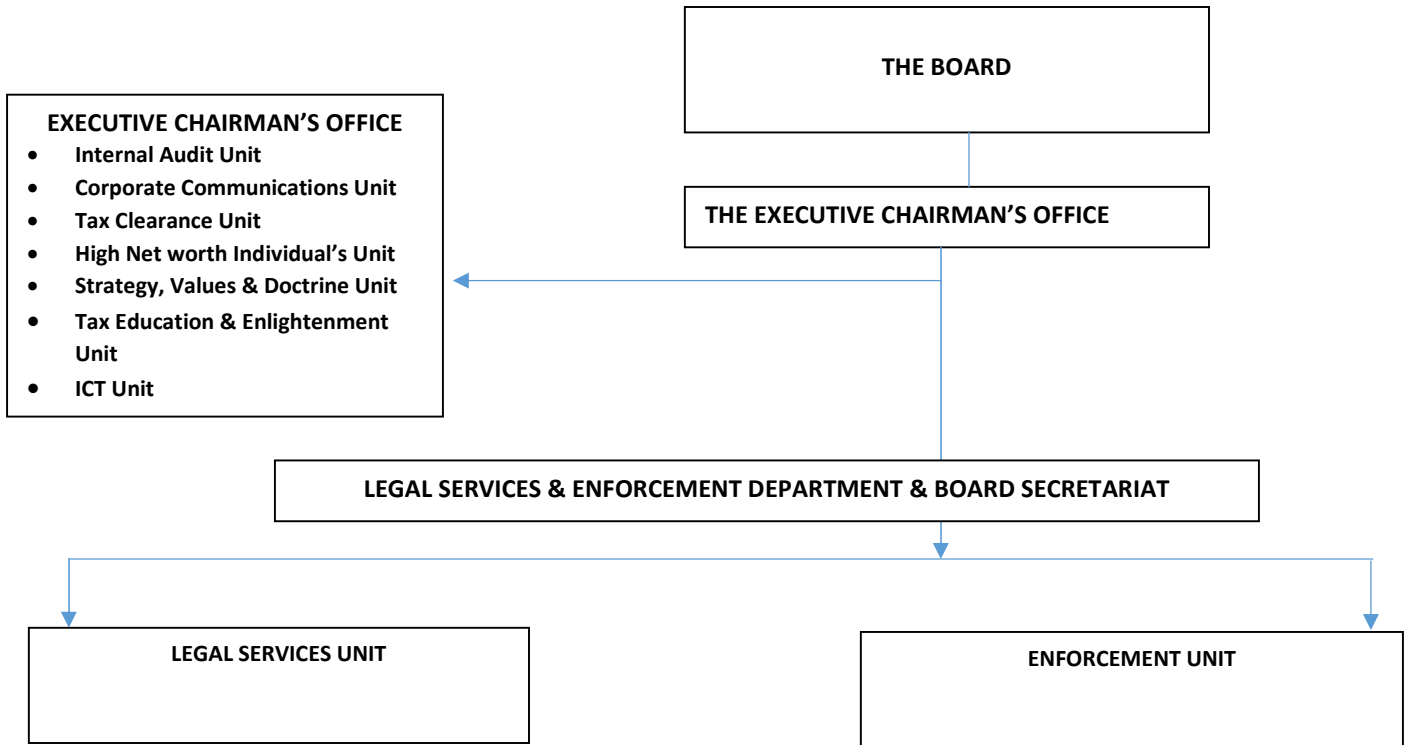 THE BOARD
EXECUTIVE CHAIRMAN’S OFFICE
• Internal Audit Unit
• Corporate Communications Unit
• Tax Clearance Unit
• High Net worth Individual’s Unit
• Strategy, Values & Doctrine Unit
• Tax Education & Enlightenment
Unit
• ICT Unit
THE EXECUTIVE CHAIRMAN’S OFFICE
LEGAL SERVICES & ENFORCEMENT DEPARTMENT & BOARD SECRETARIAT
LEGAL SERVICES UNIT
ENFORCEMENT UNIT